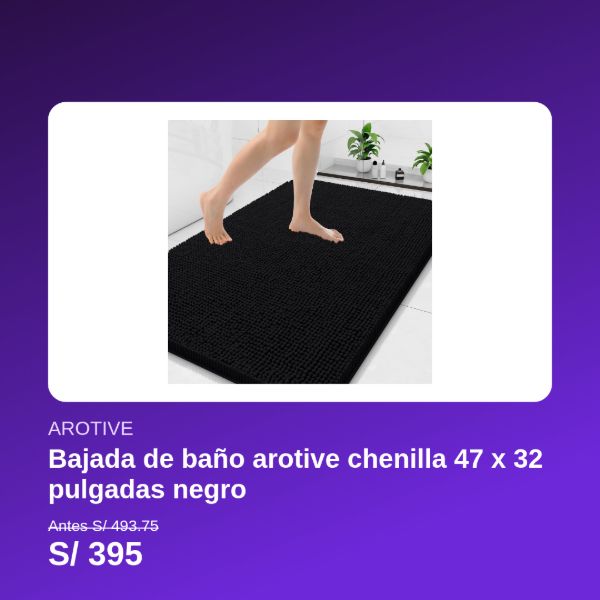 AROTIVE
Bajada de baño arotive chenilla 47 x 32
pulgadas negro
Antes S/ 493.75
S/ 395